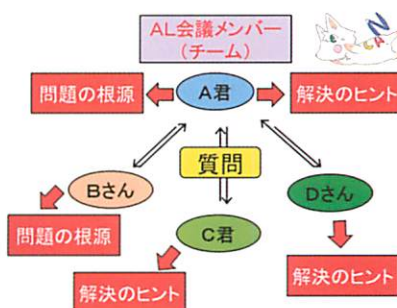 AL会議メンバー
(チーム)
問題の根源
A君
解決のヒント
Bさん
質問
Dさん
問題の根源
C君
解決のヒント
解決のヒント